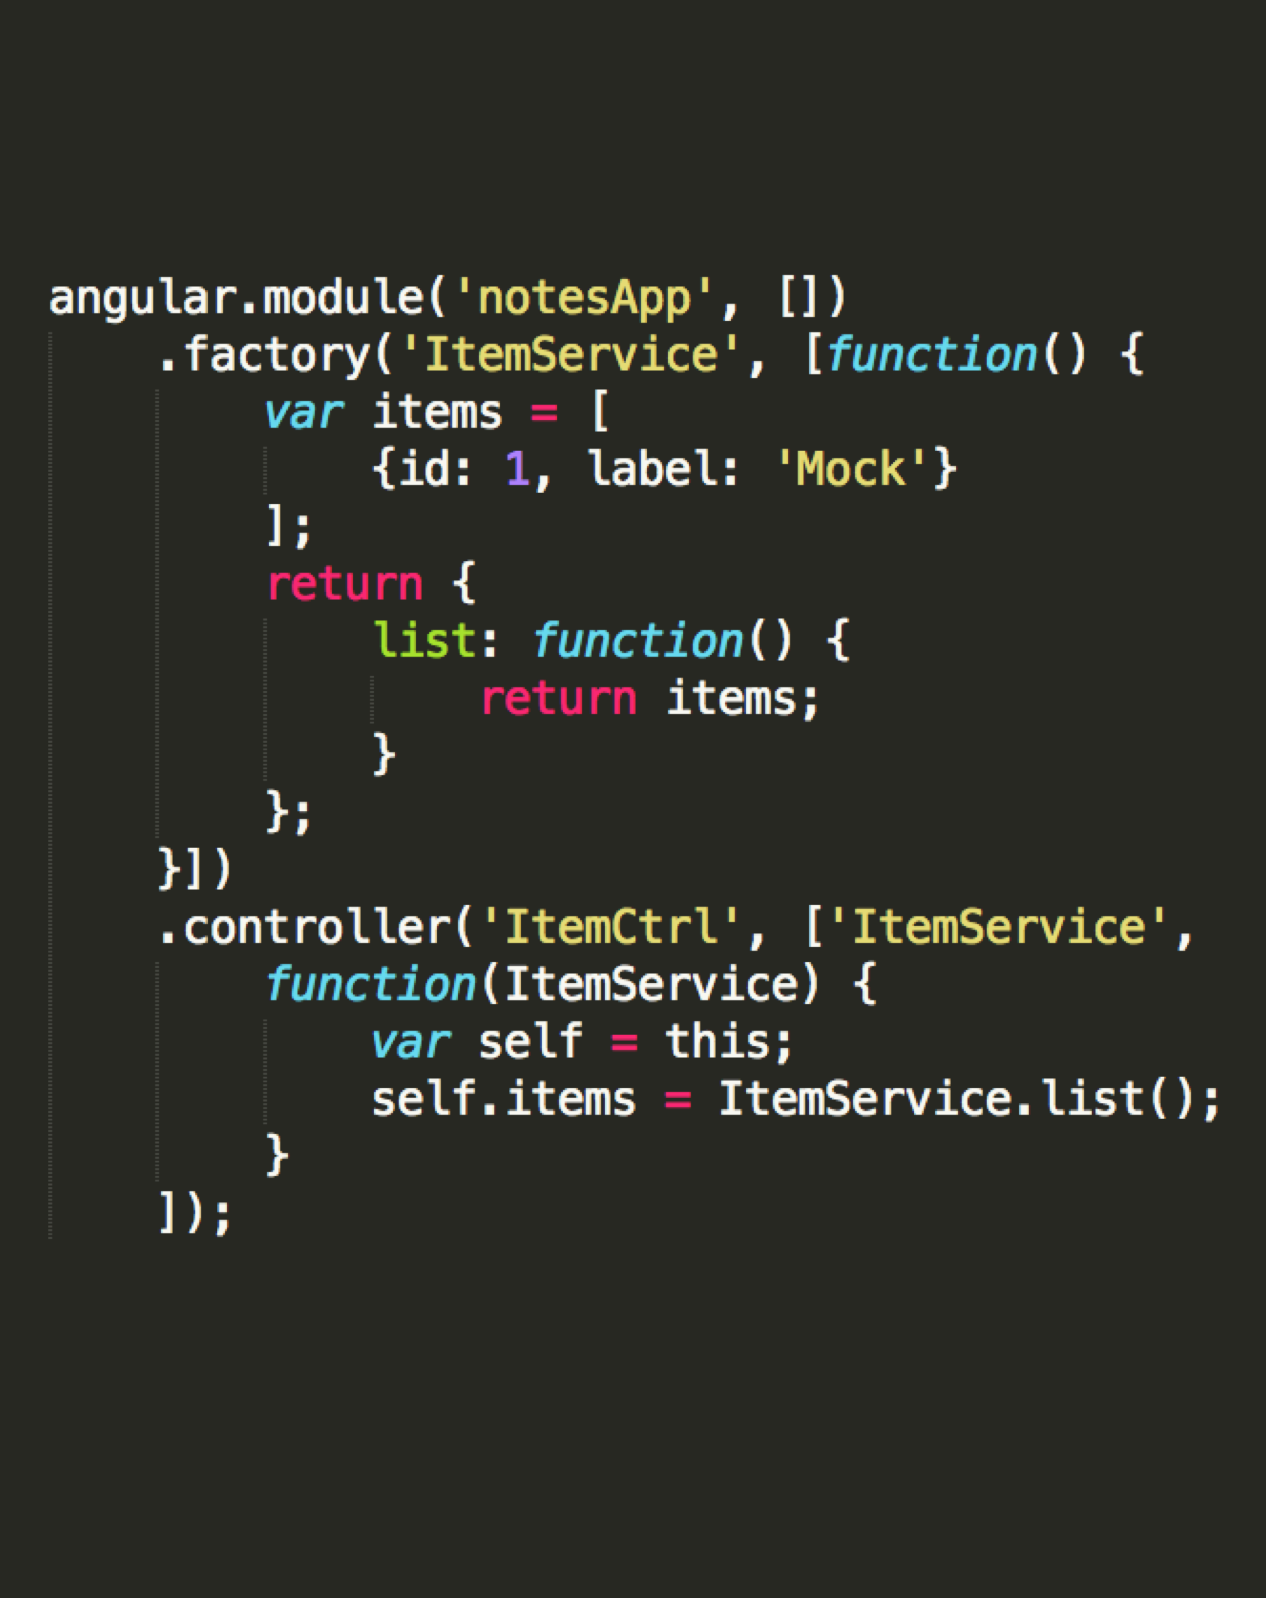 angular.module('notesApp', [])
    .factory('ItemService', [function() {
        var items = [
            {id: 1, label: 'Mock'}
        ];
        return {
            list: function() {
                return items;
            }
        };
    }])
    .controller('ItemCtrl', ['ItemService',
        function(ItemService) {
            var self = this;
            self.items = ItemService.list();
        }
    ]);